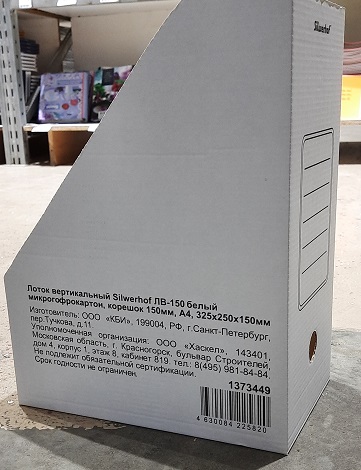 Silwerhof
Лоток вертикальный Silwerhof ЛВ-150 белый
микрогофрокартон, корешок 150мм, А4, 325х250х150мм
Изготовитель: ООО «КБИ», 199004, РФ, г.Санкт-Петербург,
пер.Тучкова, д.11.
Уполномоченная организация: ООО «Хаскел», 143401,
Московская область, г. Красногорск, бульвар Строителей,
дом 4, корпус 1, этаж 8, кабинет 819. тел.: 8(495) 981-84-84
Не подлежит обязательной сертификации.
Срок годности не ограничен.
1373449
4 630084 225820